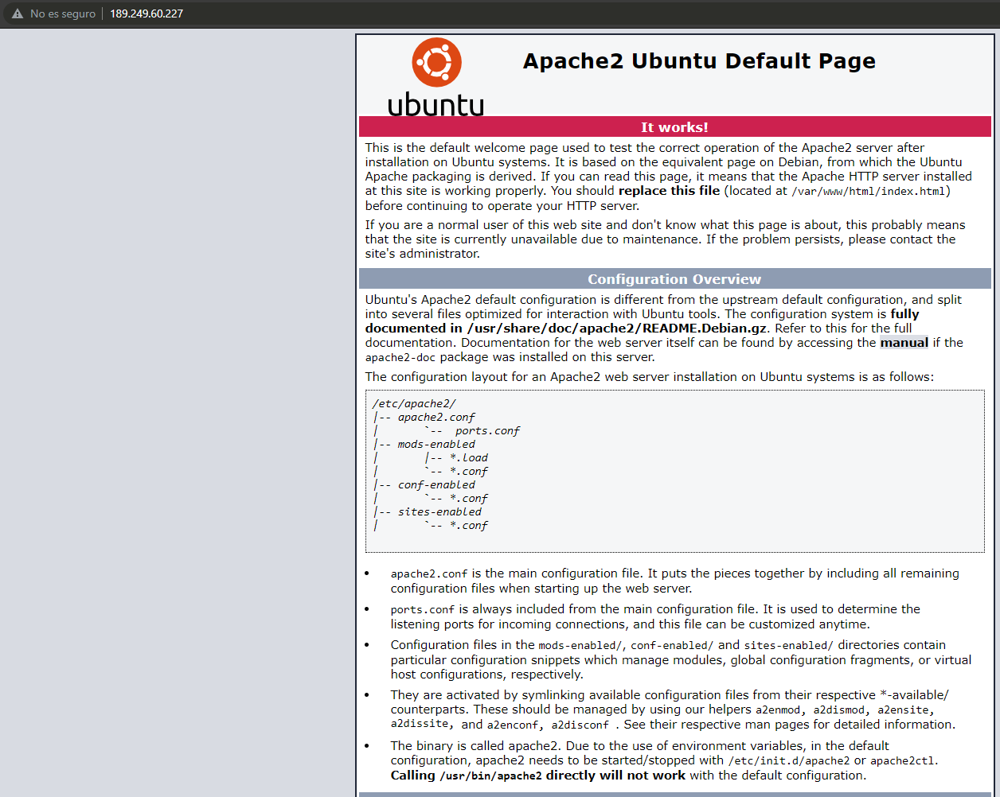 No es seguro | 189.249.60.227
ubuntu
Apache2 Ubuntu Default Page
It works!
This is the default welcome page used to test the correct operation of the Apache2 server after
installation on Ubuntu systems. It is based on the equivalent page on Debian, from which the Ubuntu
Apache packaging is derived. If you can read this page, it means that the Apache HTTP server installed
at this site is working properly. You should replace this file (located at /var/www/html/index.html)
before continuing to operate your HTTP server.
If you are a normal user of this web site and don't know what this page is about, this probably means
that the site is currently unavailable due to maintenance. If the problem persists, please contact the
site's administrator.
Configuration Overview
Ubuntu's Apache2 default configuration is different from the upstream default configuration, and split
into several files optimized for interaction with Ubuntu tools. The configuration system is fully
documented in /usr/share/doc/apache2/README.Debian.gz. Refer to this for the full
documentation. Documentation for the web server itself can be found by accessing the manual if the
apache2-doc package was installed on this server.
The configuration layout for an Apache2 web server installation on Ubuntu systems is as follows:
/etc/apache2/
|-- apache2.conf
|       `--  ports.conf
|-- mods-enabled
|       |-- *.load
|       `-- *.conf
|-- conf-enabled
|       `-- *.conf
|-- sites-enabled
|       `-- *.conf
• apache2.conf is the main configuration file. It puts the pieces together by including all remaining
configuration files when starting up the web server.
• ports.conf is always included from the main configuration file. It is used to determine the
listening ports for incoming connections, and this file can be customized anytime.
• Configuration files in the mods-enabled/, conf-enabled/ and sites-enabled/ directories contain
particular configuration snippets which manage modules, global configuration fragments, or virtual
host configurations, respectively.
• They are activated by symlinking available configuration files from their respective *-available/
counterparts. These should be managed by using our helpers a2enmod, a2dismod, a2ensite,
a2dissite, and a2enconf, a2disconf . See their respective man pages for detailed information.
• The binary is called apache2. Due to the use of environment variables, in the default
configuration, apache2 needs to be started/stopped with /etc/init.d/apache2 or apache2ctl.
Calling /usr/bin/apache2 directly will not work with the default configuration.